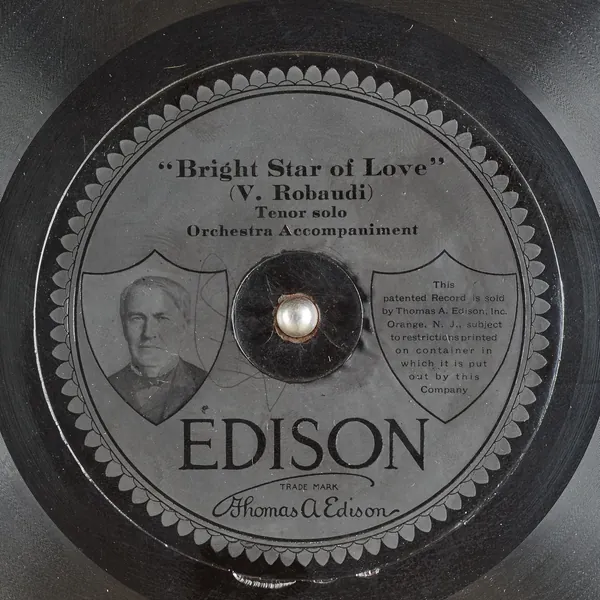 “Bright Star of Love”
(V. Robaudi)
Tenor solo
Orchestra Accompaniment
This
patented Record is sold
by Thomas A. Edison, Inc.
Orange, N. J., subject
to restrictions printed
on container in
which it is put
out by this
Company
EDISON
TRADE MARK
Thomas A Edison